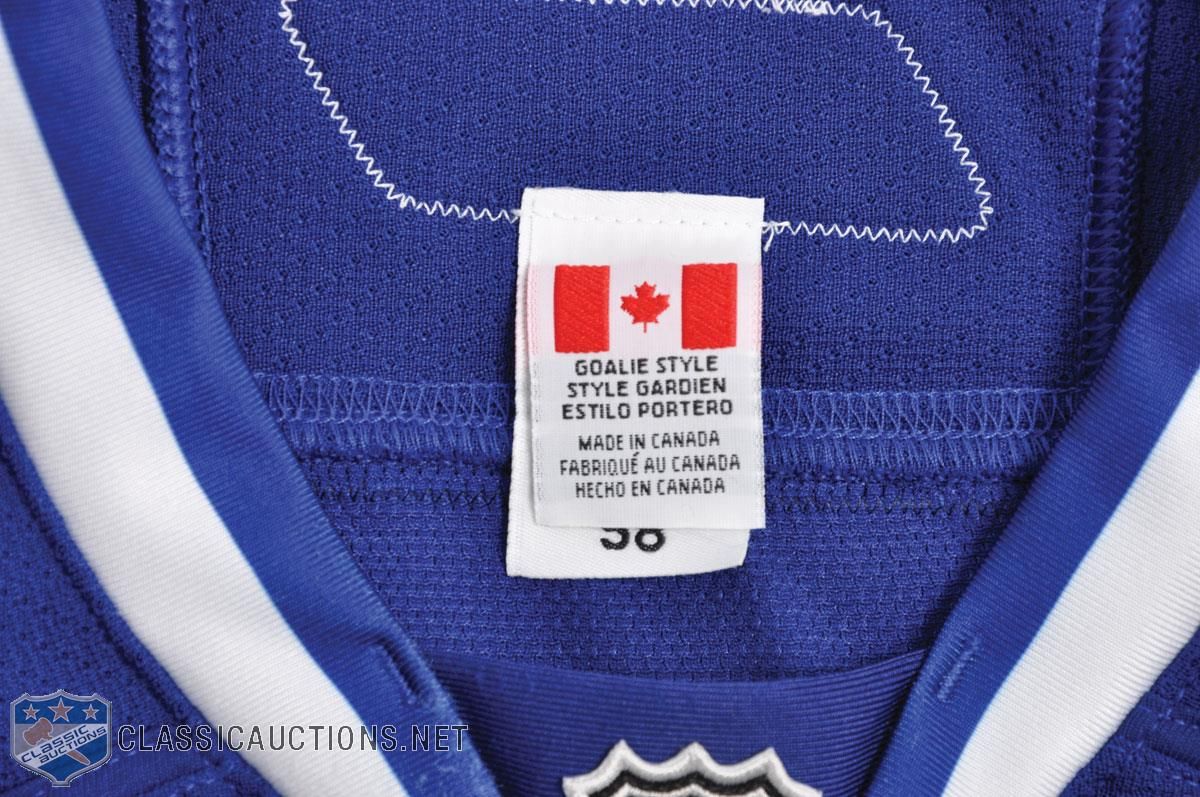 GOALIE STYLE
STYLE GARDIEN
ESTILO PORTERO
MADE IN CANADA
FABRIQUÉ AU CANADA
HECHO EN CANADA
CLASSIC
AUCTIONS
CLASSICAUCTIONS.NET